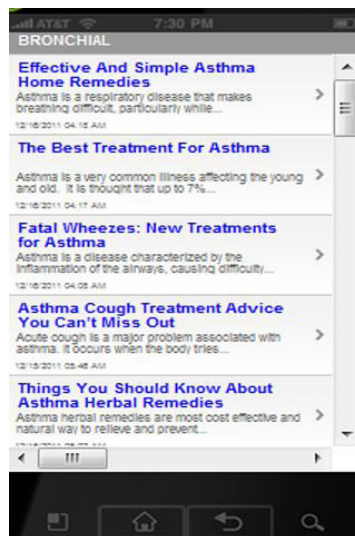 AT&T 7:30 PM
BRONCHIAL
Effective And Simple Asthma
Home Remedies
Asthma is a respiratory disease that makes
breathing difficult, particularly while...
12/16/2011 04.18 AM
The Best Treatment For Asthma
Asthma is a very common illness affecting the young
and old. It is thought that up to 7%...
12/16/2011 04.17 AM
Fatal Wheezes: New Treatments
for Asthma
Asthma is a disease characterized by the
inflammation of the airways, causing difficulty...
12/16/2011 04.05 AM
Asthma Cough Treatment Advice
You Can't Miss Out
Acute cough is a major problem associated with
asthma. It occurs when the body tries...
12/15/2011 05.46 AM
Things You Should Know About
Asthma Herbal Remedies
Asthma herbal remedies are most cost effective and
natural way to relieve and prevent...